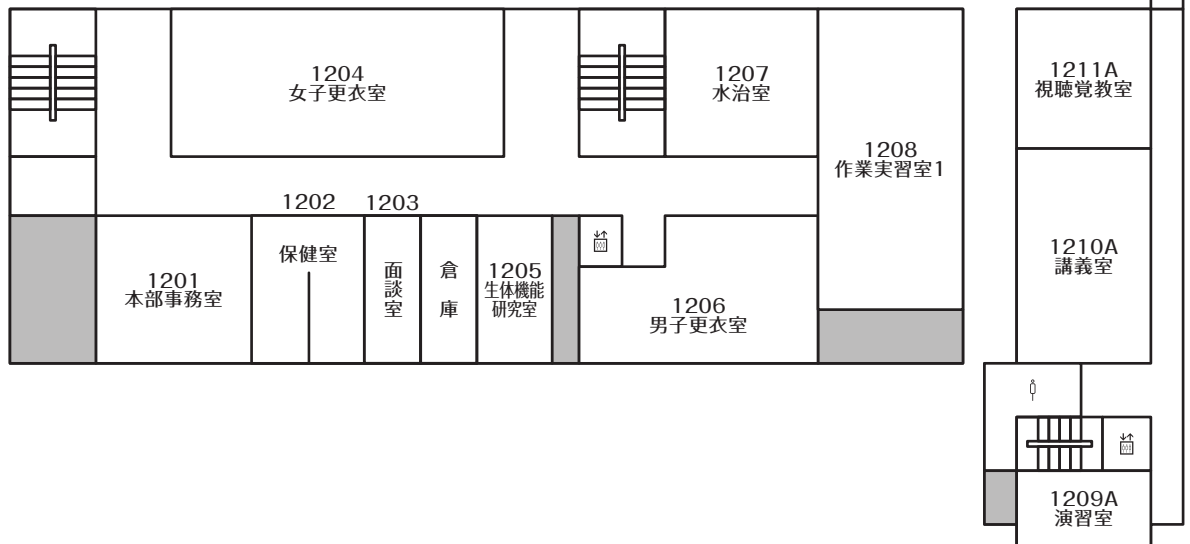 1204
女子更衣室
1207
水治室
1208
作業実習室1
1202
1203
1201
本部事務室
保健室
面談室
倉庫
1205
生体機能
研究室
1206
男子更衣室
1211A
視聴覚教室
1210A
講義室
1209A
演習室